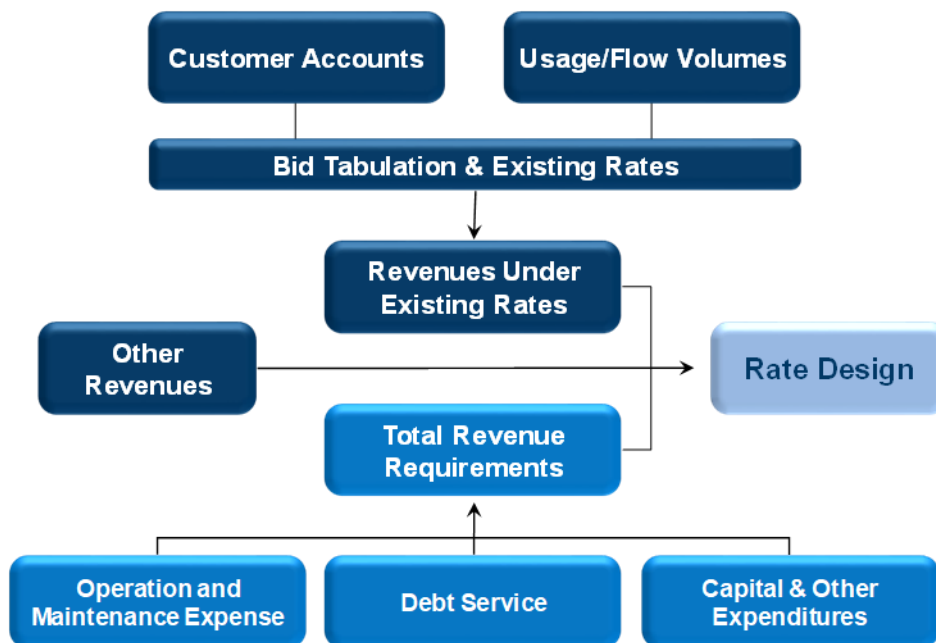 Customer Accounts
Usage/Flow Volumes
Bid Tabulation & Existing Rates
Revenues Under
Existing Rates
Other
Revenues
Rate Design
Total Revenue
Requirements
Operation and
Maintenance Expense
Debt Service
Capital & Other
Expenditures